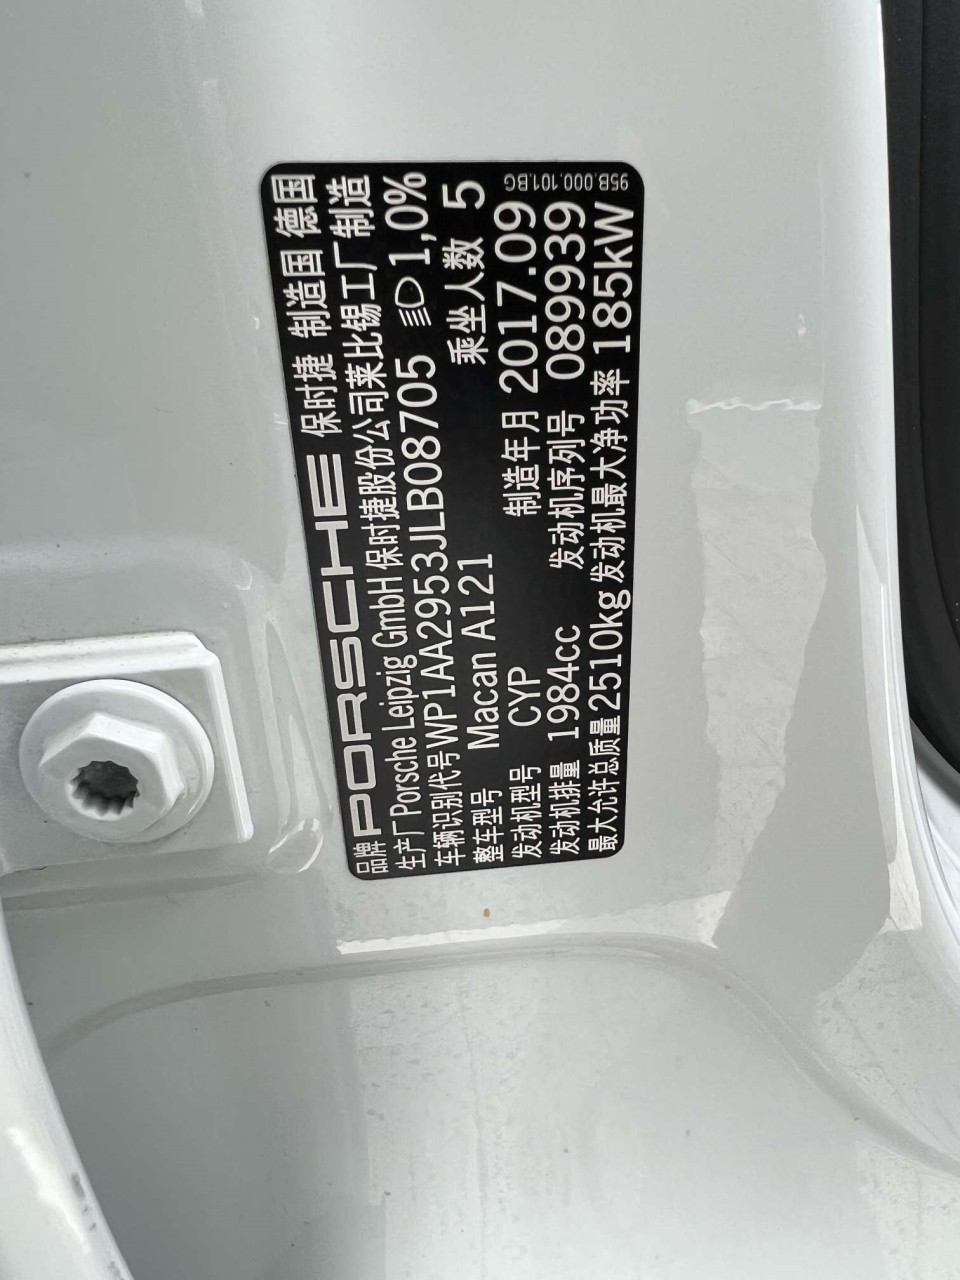 品牌 PORSCHE 保时捷 制造国 德国
生产厂 Porsche Leipzig GmbH 保时捷股份公司莱比锡工厂制造
车辆识别代号 WP1AA2953JLB08705 1,0%
整车型号 Macan A121 乘坐人数 5
发动机型号 CYP 制造年月 2017.09
发动机排量 1984cc 发动机序列号 089939
最大允许总质量 2510kg 发动机最大净功率 185kW
95B.000.101.BG